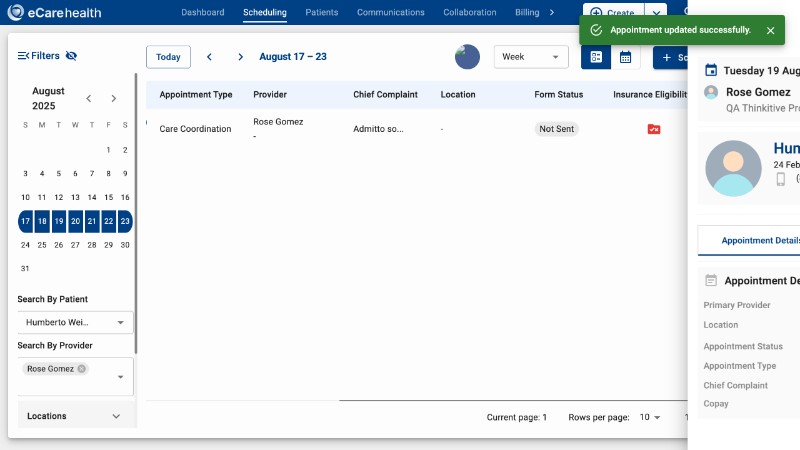 eCarehealth
Dashboard
Scheduling
Patients
Communications
Collaboration
Billing
Create
Appointment updated successfully.
Filters
Today
August 17 – 23
Week
August
2025
S M T W T F S
1 2
3 4 5 6 7 8 9
10 11 12 13 14 15 16
17 18 19 20 21 22 23
24 25 26 27 28 29 30
31
Search By Patient
Humberto Wei...
Search By Provider
Rose Gomez
Locations
Appointment Type
Provider
Chief Complaint
Location
Form Status
Insurance
Care Coordination
Rose Gomez
-
Admitto so...
-
Not Sent
Current page: 1
Rows per page: 10
Tuesday 19 Aug
Rose Gomez
QA Thinkitive
Hum
24 Feb
Appointment Details
Appointment
Primary Provider
Location
Appointment Status
Appointment Type
Chief Complaint
Copay